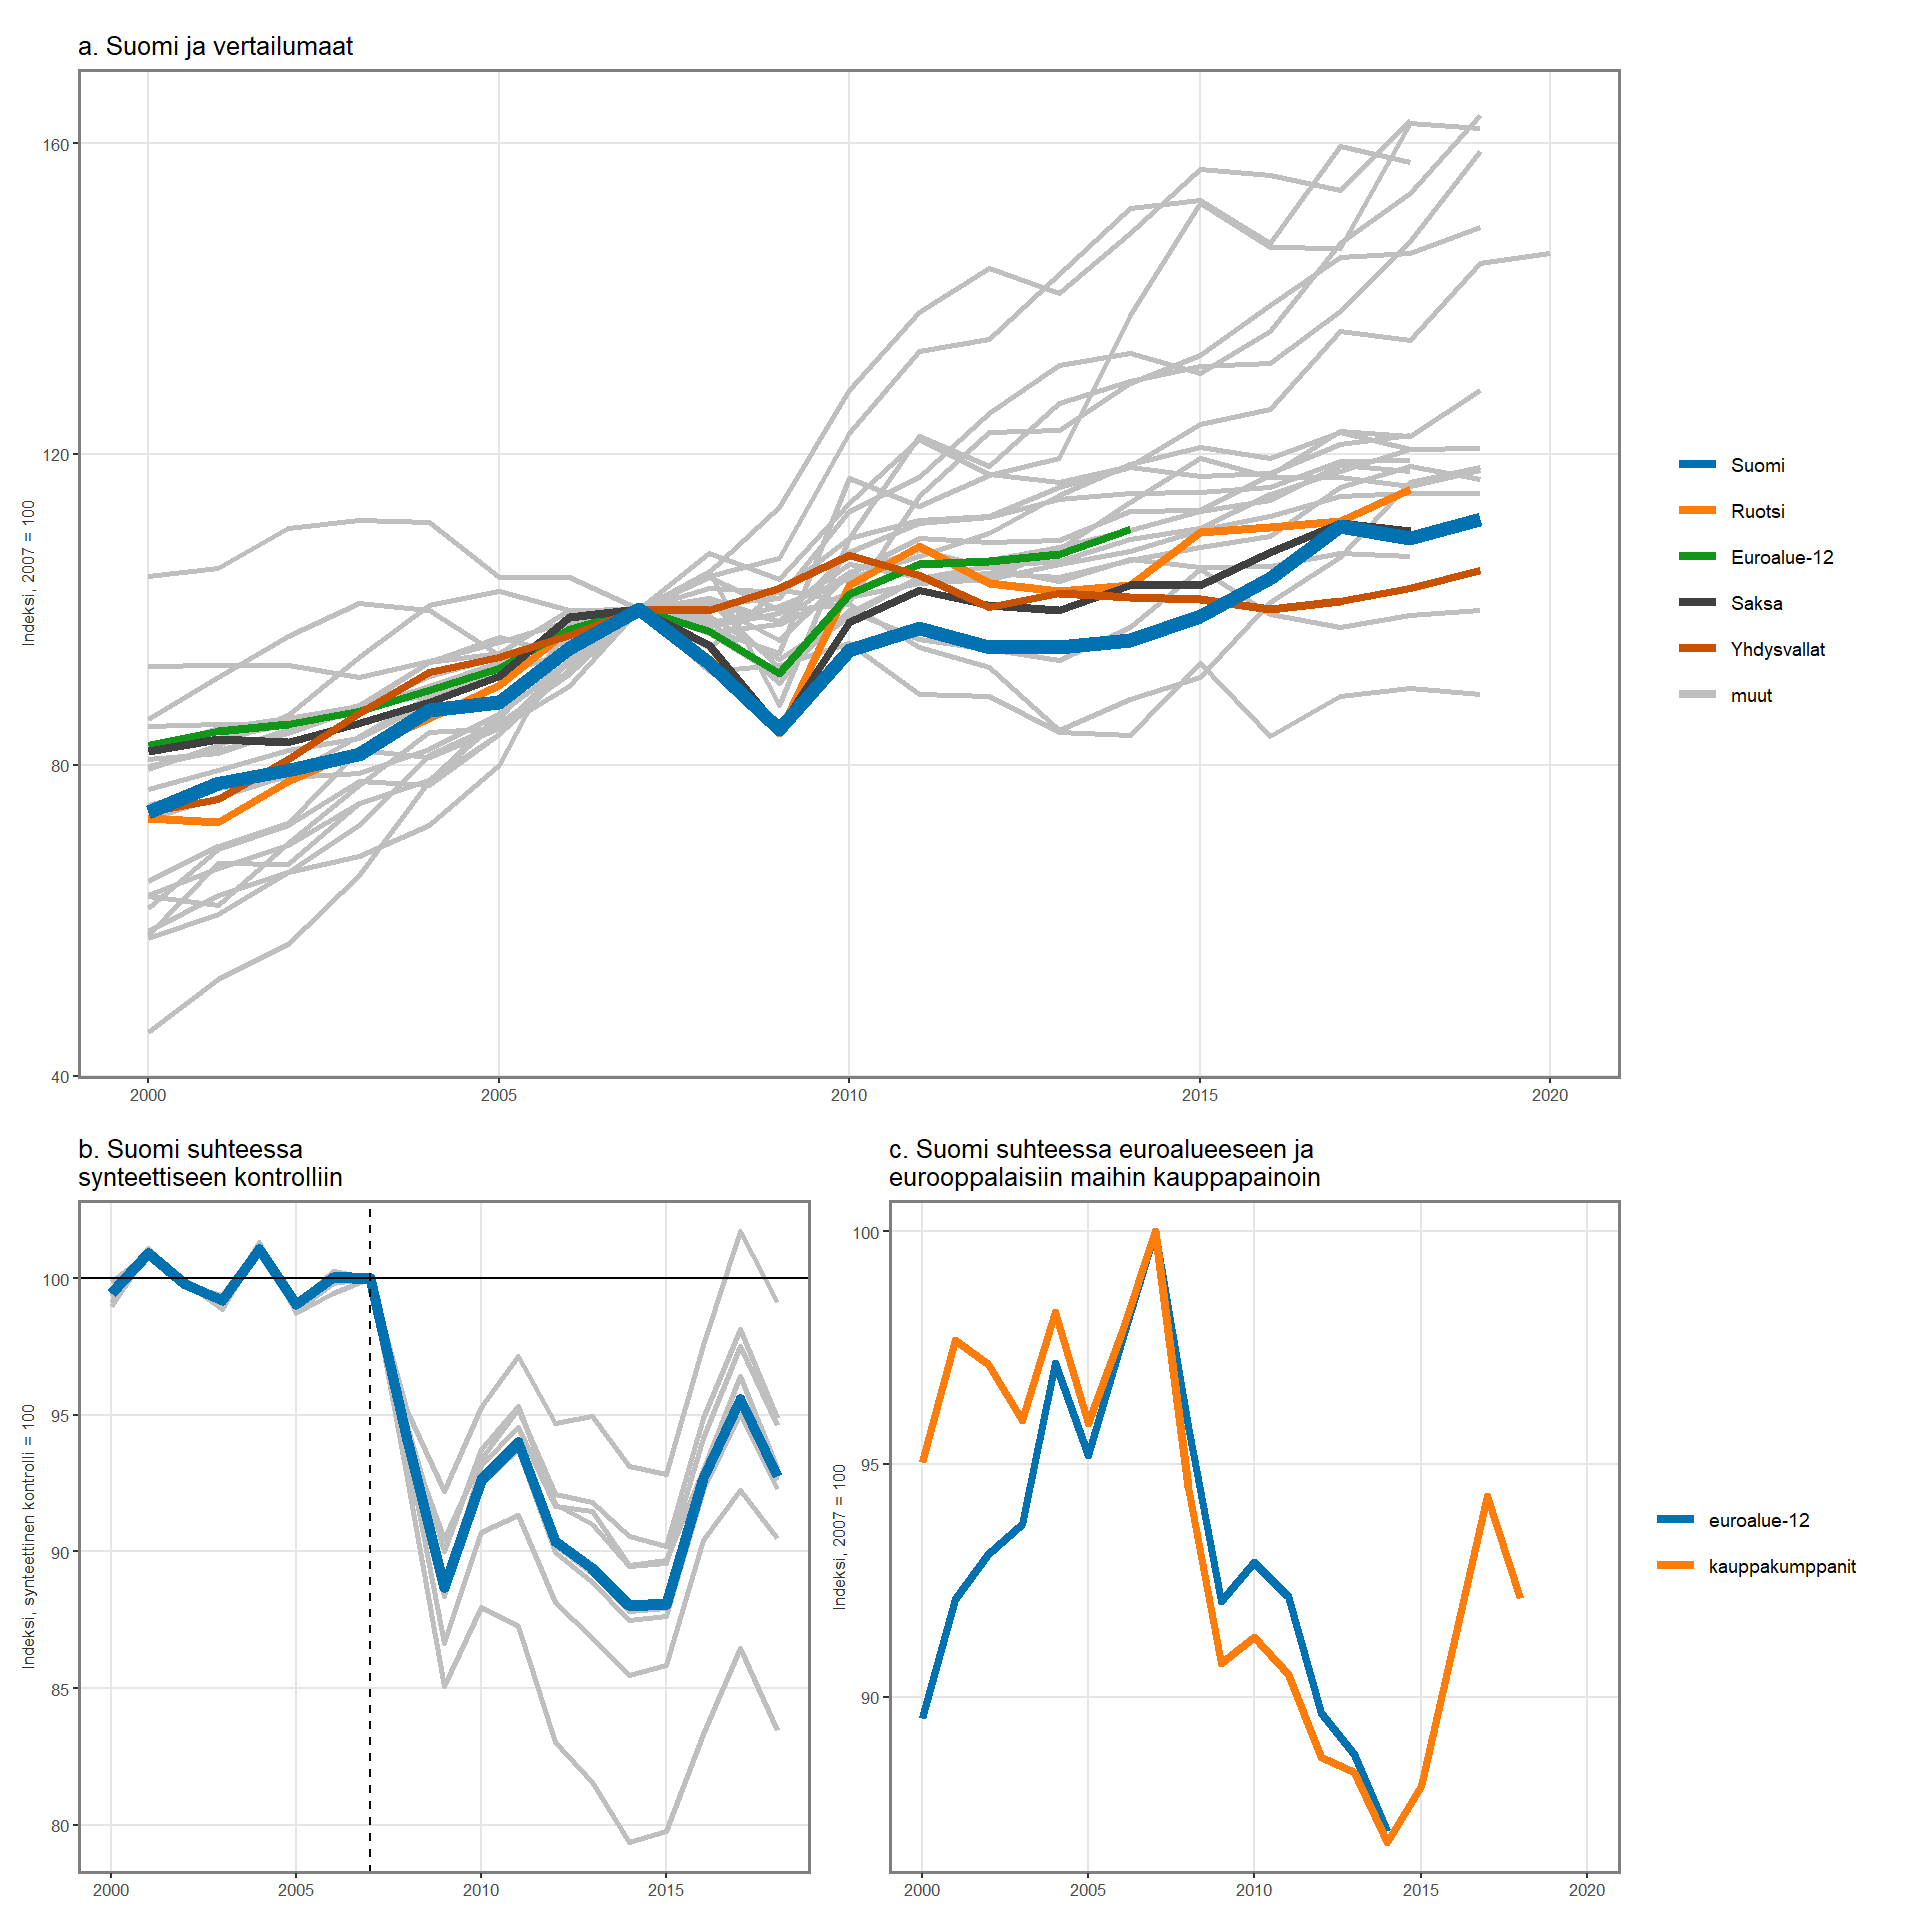 a. Suomi ja vertailumaat
Indeksi, 2007 = 100
160
120
80
40
2000
2005
2010
2015
2020
Suomi
Ruotsi
Euroalue-12
Saksa
Yhdysvallat
muut
b. Suomi suhteessa
synteettiseen kontrolliin
Indeksi, synteettinen kontrolli = 100
100
95
90
85
80
2000
2005
2010
2015
c. Suomi suhteessa euroalueeseen ja
eurooppalaisiin maihin kauppapainoin
Indeksi, 2007 = 100
100
95
90
2000
2005
2010
2015
2020
euroalue-12
kauppakumppanit